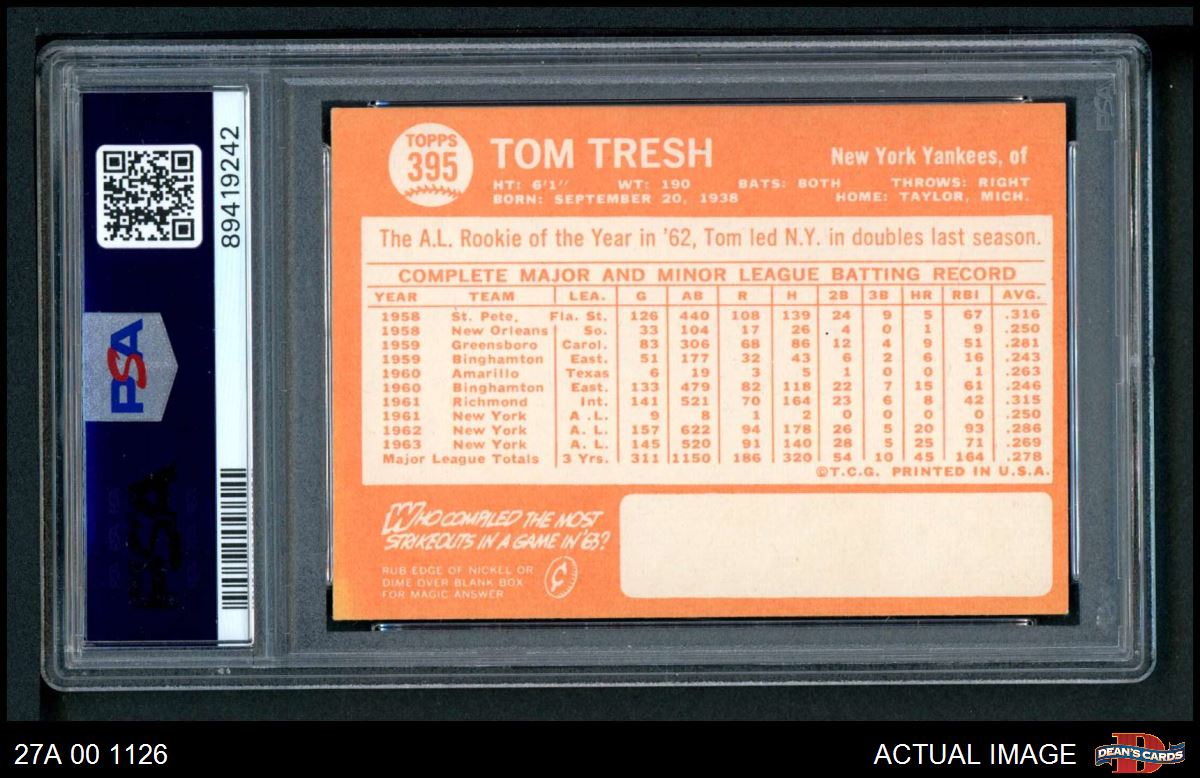 89419242
PSA
PSA
TOPPS
395
TOM TRESH
New York Yankees, of
HT: 6'1" WT: 190 BATS: BOTH THROWS: RIGHT
BORN: SEPTEMBER 20, 1938 HOME: TAYLOR, MICH.
The A.L. Rookie of the Year in '62, Tom led N.Y. in doubles last season.
COMPLETE MAJOR AND MINOR LEAGUE BATTING RECORD
YEAR TEAM LEA. G AB R H 2B 3B HR RBI AVG.
1958 St. Pete, Fla. St. 126 440 108 139 24 9 5 67 .316
1958 New Orleans So. 33 104 17 26 4 0 1 9 .250
1959 Greensboro Carol. 83 306 68 86 12 4 9 51 .281
1959 Binghamton East. 51 177 32 43 6 2 6 16 .243
1960 Amarillo Texas 6 19 3 5 1 0 0 1 .263
1960 Binghamton East. 133 479 82 118 22 7 15 61 .246
1961 Richmond Int. 141 521 70 164 23 6 8 42 .315
1961 New York A.L. 9 8 1 2 0 0 0 0 .250
1962 New York A. L. 157 622 94 178 26 5 20 93 .286
1963 New York A. L. 145 520 91 140 28 5 25 71 .269
Major League Totals 3 Yrs. 311 1150 186 320 54 10 45 164 .278
©T.C.G. PRINTED IN U.S.A.
WHO COMPILED THE MOST
STRIKEOUTS IN A GAME IN '63?
RUB EDGE OF NICKEL OR
DIME OVER BLANK BOX
FOR MAGIC ANSWER
¢
PSA
27A 00 1126
ACTUAL IMAGE
DEAN'S CARDS